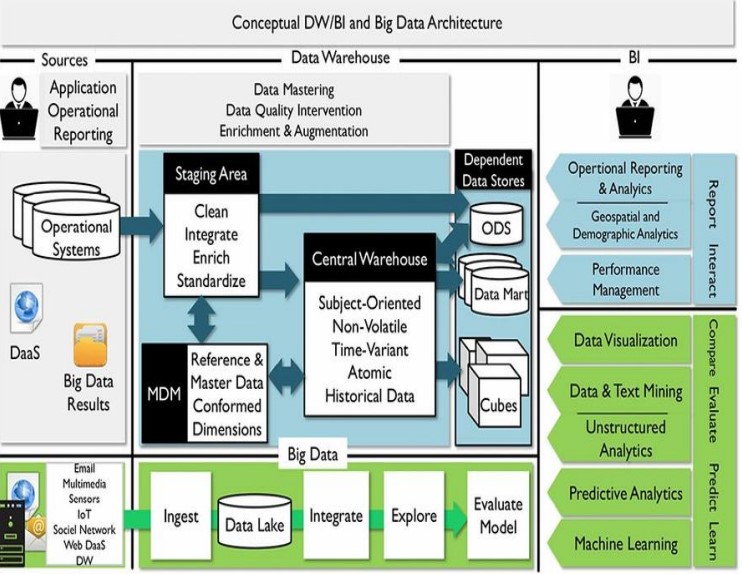 Conceptual DW/BI and Big Data Architecture
Sources
Data Warehouse
BI
Application
Operational
Reporting
Data Mastering
Data Quality Intervention
Enrichment & Augmentation
Operational
Systems
DaaS
Big Data
Results
Staging Area
Clean
Integrate
Enrich
Standardize
MDM
Reference &
Master Data
Conformed
Dimensions
Central Warehouse
Subject-Oriented
Non-Volatile
Time-Variant
Atomic
Historical Data
Dependent
Data Stores
ODS
Data Mart
Cubes
Opertional Reporting
& Analyics
Geospatial and
Demographic Analytics
Performance
Management
Report Interact
Data Visualization
Data & Text Mining
Unstructured
Analytics
Predictive Analytics
Machine Learning
Compare Evaluate Predict Learn
Big Data
Email
Multimedia
Sensors
IoT
Sociel Network
Web DaaS
DW
Ingest
Data Lake
Integrate
Explore
Evaluate
Model